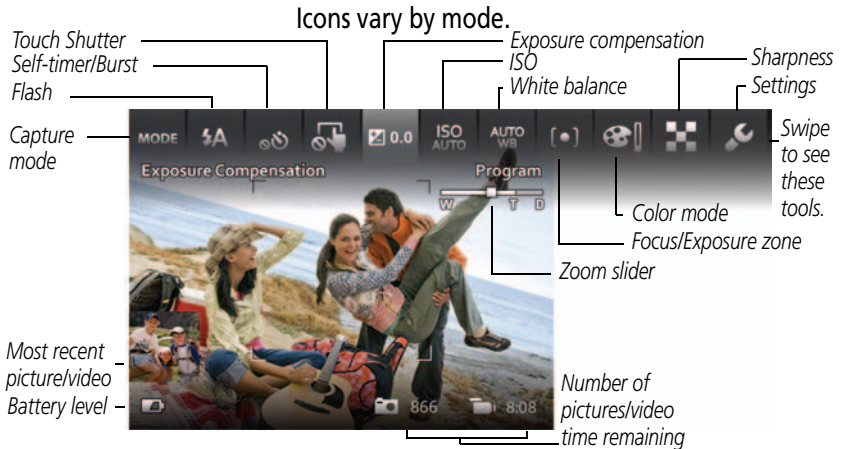 Icons vary by mode.
Touch Shutter
Self-timer/Burst
Flash
Capture
mode
Exposure compensation
ISO
White balance
Sharpness
Settings
Swipe
to see
these
tools.
MODE
A
0.0
ISO
AUTO
AUTO
WB
Exposure Compensation
Program
W T D
Color mode
Focus/Exposure zone
Zoom slider
Most recent
picture/video
Battery level
866
8:08
Number of
pictures/video
time remaining